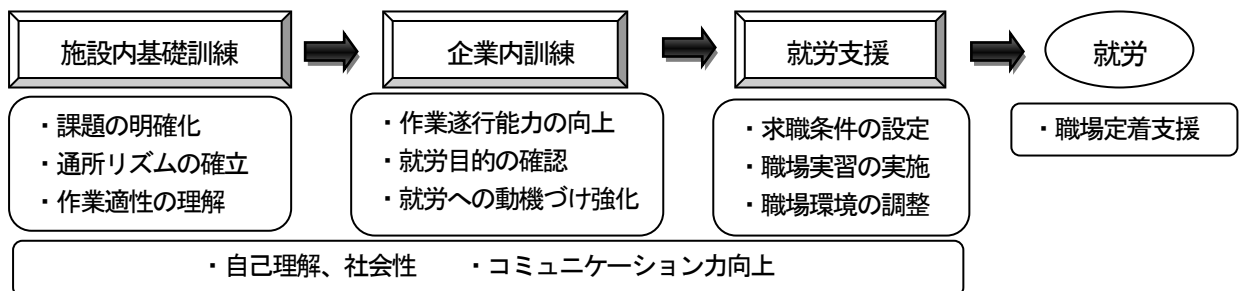 施設内基礎訓練
企業内訓練
就労支援
就労
・課題の明確化
・通所リズムの確立
・作業適性の理解
・作業遂行能力の向上
・就労目的の確認
・就労への動機づけ強化
・求職条件の設定
・職場実習の実施
・職場環境の調整
・職場定着支援
・自己理解、社会性　　・コミュニケーション力向上